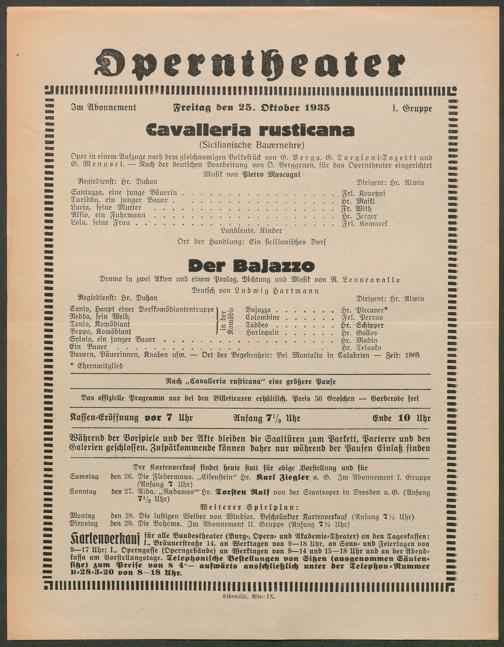 Operntheater
Im Abonnement Freitag den 25. Oktober 1935 I. Gruppe
Cavalleria rusticana
(Sicilianische Bauernehre)
Oper in einem Aufzuge nach dem gleichnamigen Volksstück von G. Verga, G. Targioni-Tozetti und
G. Menasci. — Nach der deutschen Bearbeitung von O. Berggruen, für das Operntheater eingerichtet
Musik von Pietro Mascagni
Regiedienst: Hr. Duhan Dirigent: Hr. Alwin
Santuzza, eine junge Bäuerin Frl. Konetzni
Turiddu, ein junger Bauer Hr. Maikl
Lucia, seine Mutter Fr. With
Alfio, ein Fuhrmann Hr. Jerger
Lola, seine Frau Frl. Komarek
Landleute, Kinder
Ort der Handlung: Ein sicilianisches Dorf
Der Bajazzo
Drama in zwei Akten und einem Prolog, Dichtung und Musik von R. Leoncavallo
Deutsch von Ludwig Hartmann
Regiedienst: Hr. Duhan Dirigent: Hr. Alwin
Canio, Haupt einer Dorfkomödiantentruppe in der Komödie Bajazzo Hr. Piccaver*
Nedda, sein Weib Colombine Frl. Perras
Tonio, Komödiant Taddeo Hr. Schipper
Beppo, Komödiant Harlequin Hr. Gallos
Silvio, ein junger Bauer Hr. Madin
Ein Bauer Hr. Telasko
Bauern, Bäuerinnen, Knaben usw. — Ort der Begebenheit: Bei Montalto in Calabrien — Zeit: 1865
* Ehrenmitglied
Nach „Cavalleria rusticana" eine größere Pause
Das offizielle Programm nur bei den Billetteuren erhältlich. Preis 50 Groschen — Garderobe frei
Kassen-Eröffnung vor 7 Uhr Anfang 7½ Uhr Ende 10 Uhr
Während der Vorspiele und der Akte bleiben die Saaltüren zum Parkett, Parterre und den
Galerien geschlossen. Zuspätkommende können daher nur während der Pausen Einlaß finden
Der Kartenverkauf findet heute statt für obige Vorstellung und für
Samstag den 26. Die Fledermaus. „Eisenstein" Hr. Karl Ziegler a. G. Im Abonnement I. Gruppe
(Anfang 7 Uhr)
Sonntag den 27. Aida. „Radames" Hr. Torsten Ralf von der Staatsoper in Dresden a. G. (Anfang
7½ Uhr)
Weiterer Spielplan:
Montag den 28. Die lustigen Weiber von Windsor. Beschränkter Kartenverkauf (Anfang 7½ Uhr)
Dienstag den 29. Die Bohème. Im Abonnement II. Gruppe (Anfang 7½ Uhr)
Kartenverkauf für alle Bundestheater (Burg-, Opern- und Akademie-Theater) an den Tageskassen:
I., Bräunerstraße 14, an Werktagen von 9—18 Uhr, an Sonn- und Feiertagen von
9—17 Uhr; I., Operngasse (Operngebäude) an Werktagen von 9—14 und 15—18 Uhr und an der Abend-
kassa am Vorstellungstage. Telephonische Bestellungen von Sitzen (ausgenommen Säulen-
sitze) zum Preise von S 4·— aufwärts ausschließlich unter der Telephon-Nummer
R-28-3-20 von 8—18 Uhr.
Elbemühl, Wien IX.